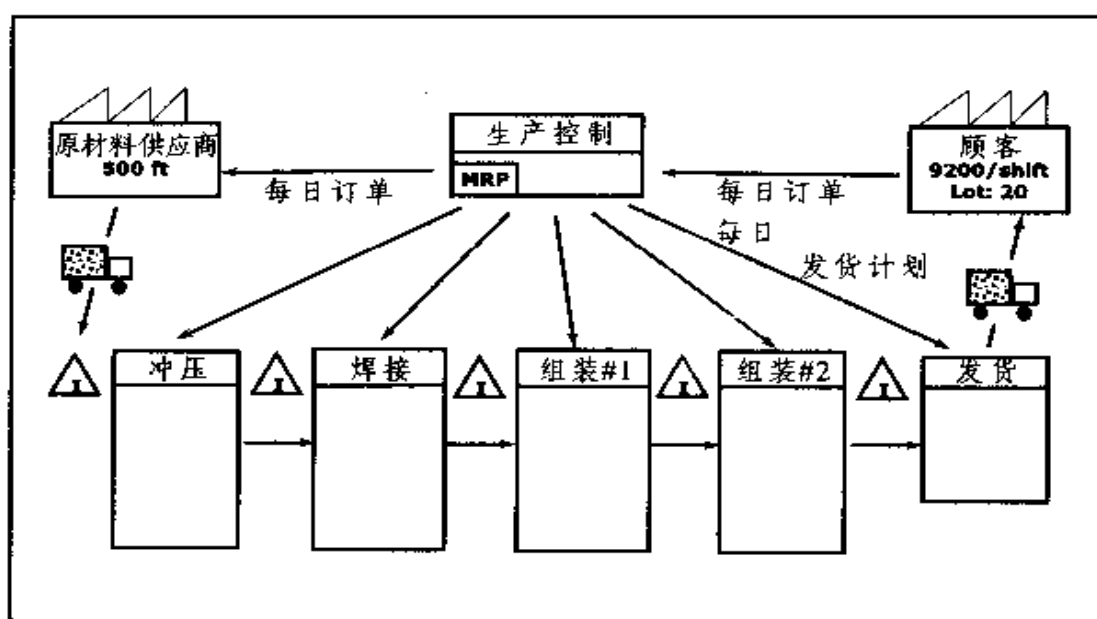 原材料供应商
500 ft
生产控制
MRP
顾客
9200/shift
Lot: 20
每日订单
每日订单
每日
发货计划
I
冲压
I
焊接
I
组装#1
I
组装#2
I
发货